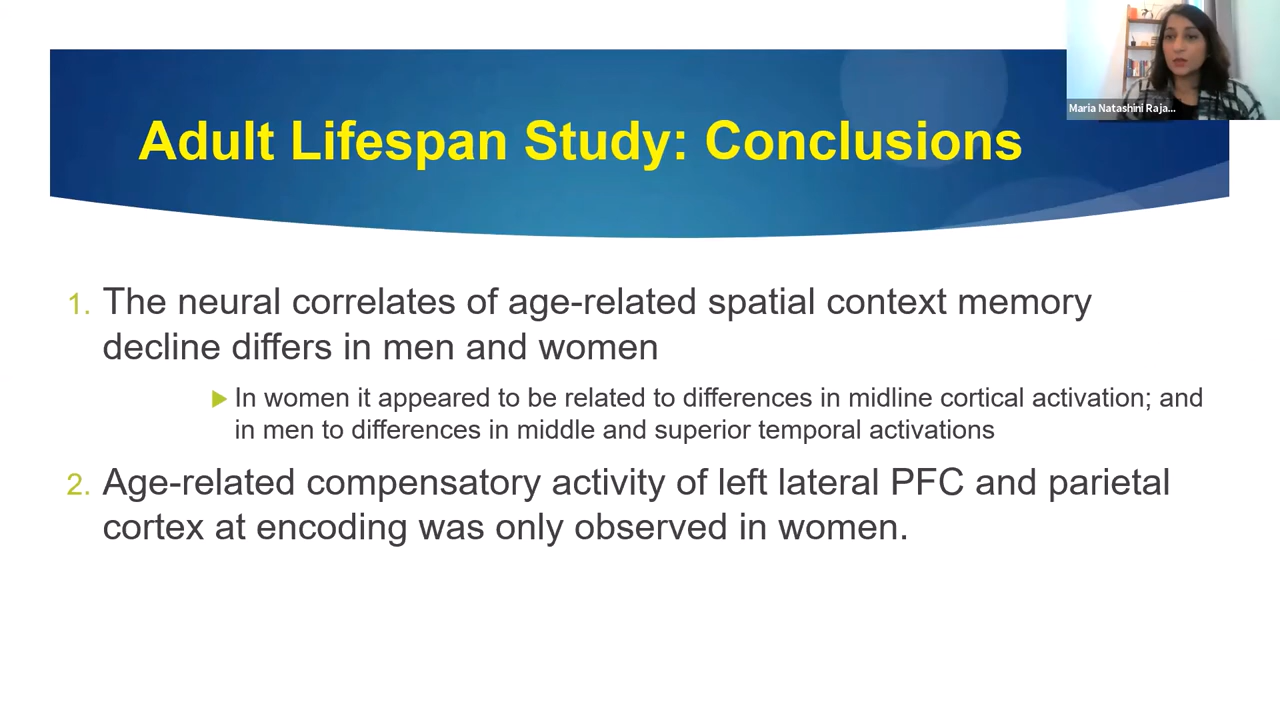 Maria Natashini Raja...
Adult Lifespan Study: Conclusions
1. The neural correlates of age-related spatial context memory
decline differs in men and women
In women it appeared to be related to differences in midline cortical activation; and
in men to differences in middle and superior temporal activations
2. Age-related compensatory activity of left lateral PFC and parietal
cortex at encoding was only observed in women.